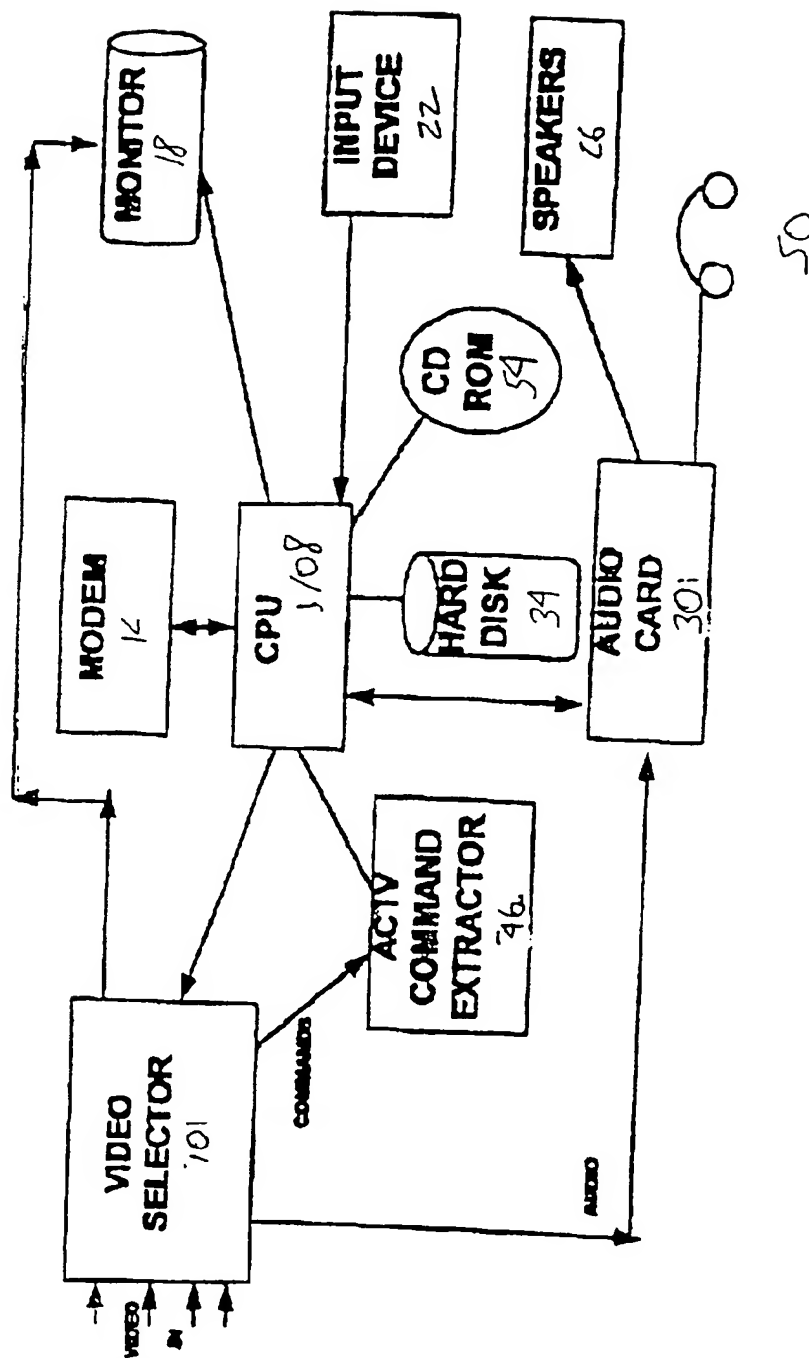 MONITOR
18
INPUT
DEVICE
22
SPEAKERS
26
50
MODEM
CPU
108
CD
ROM
54
HARD
DISK
34
AUDIO
CARD
301
VIDEO
SELECTOR
101
ACTV
COMMAND
EXTRACTOR
46
COMMANDS
AUDIO
VIDEO
IN